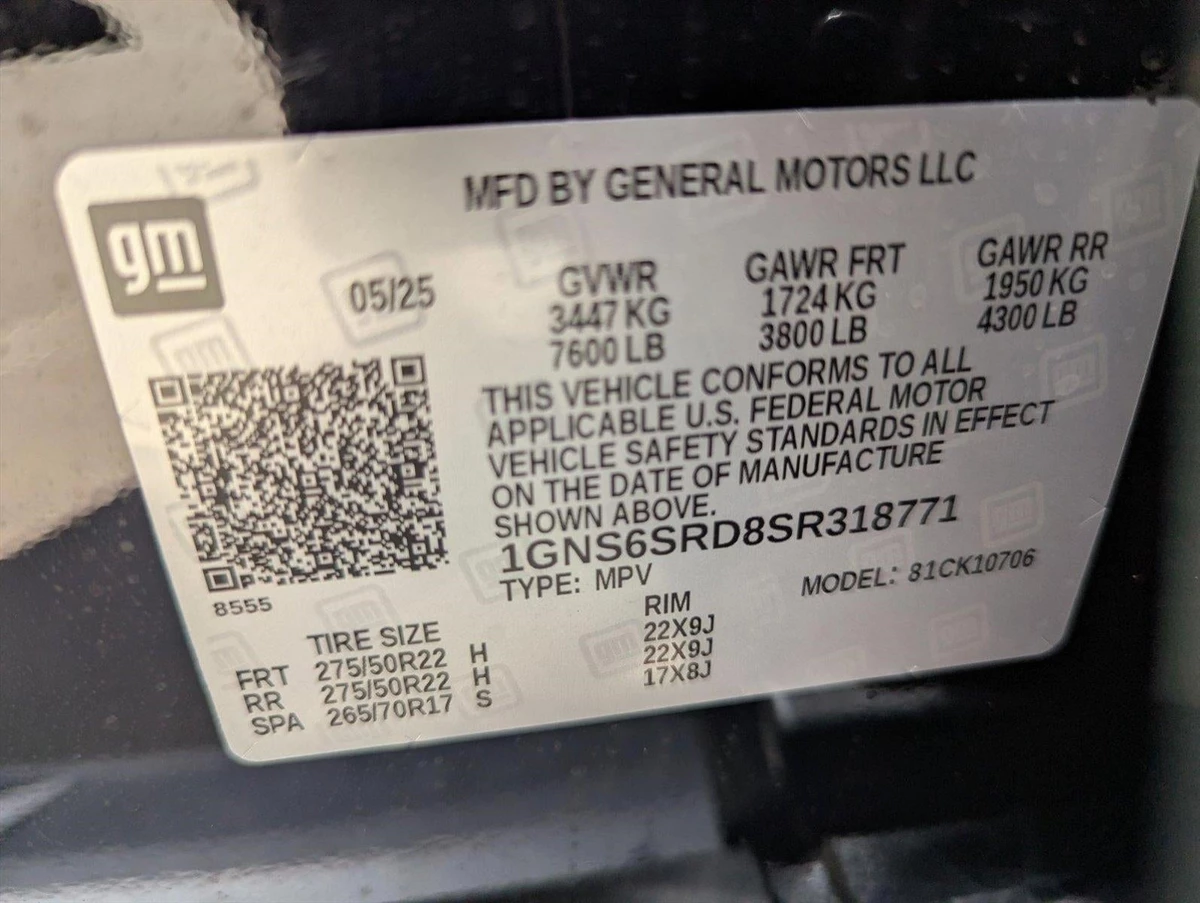 MFD BY GENERAL MOTORS LLC
gm
05/25
GVWR GAWR FRT GAWR RR
3447 KG 1724 KG 1950 KG
7600 LB 3800 LB 4300 LB
THIS VEHICLE CONFORMS TO ALL
APPLICABLE U.S. FEDERAL MOTOR
VEHICLE SAFETY STANDARDS IN EFFECT
ON THE DATE OF MANUFACTURE
SHOWN ABOVE.
1GNS6SRD8SR318771
TYPE: MPV MODEL: 81CK10706
8555
TIRE SIZE RIM
FRT 275/50R22 H 22X9J
RR 275/50R22 H 22X9J
SPA 265/70R17 S 17X8J